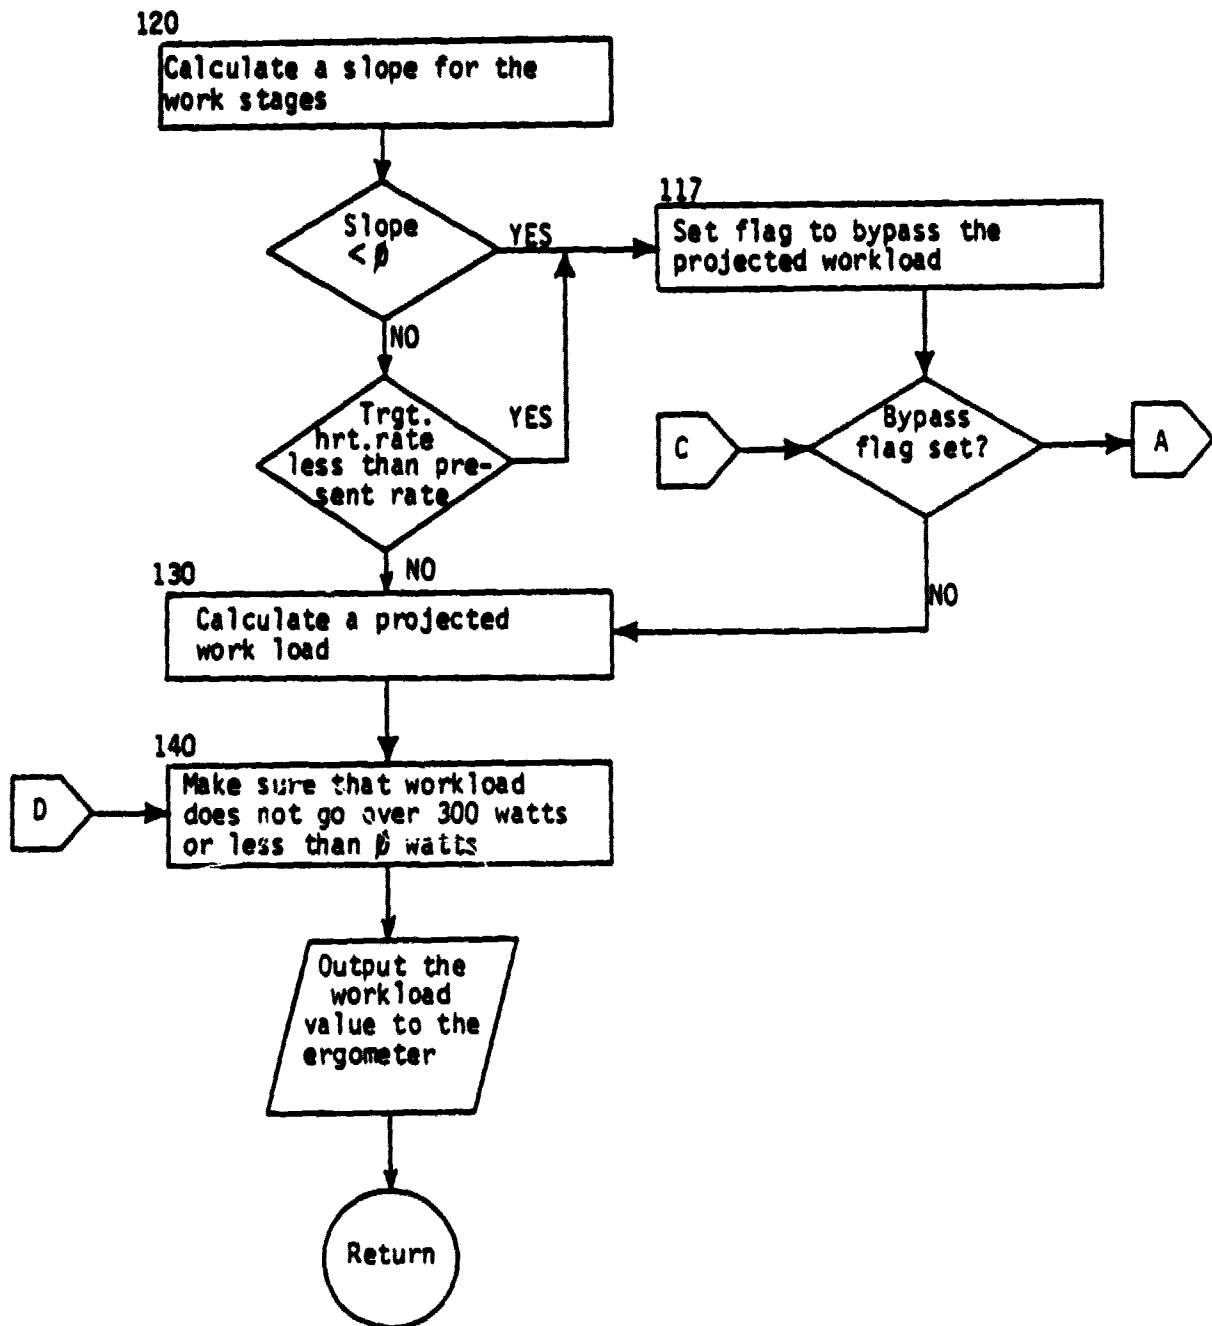 120
Calculate a slope for the
work stages
Slope
< 0
YES
117
Set flag to bypass the
projected workload
NO
Trgt.
hrt.rate
less than pre-
sent rate
YES
C
Bypass
flag set?
A
NO
130
Calculate a projected
work load
NO
140
Make sure that workload
does not go over 300 watts
or less than 0 watts
D
Output the
workload
value to the
ergometer
Return